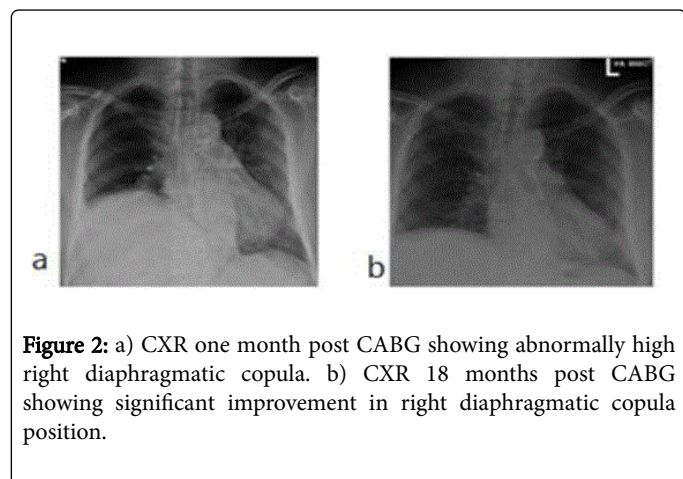 a
b
L
Figure 2: a) CXR one month post CABG showing abnormally high
right diaphragmatic copula. b) CXR 18 months post CABG
showing significant improvement in right diaphragmatic copula
position.